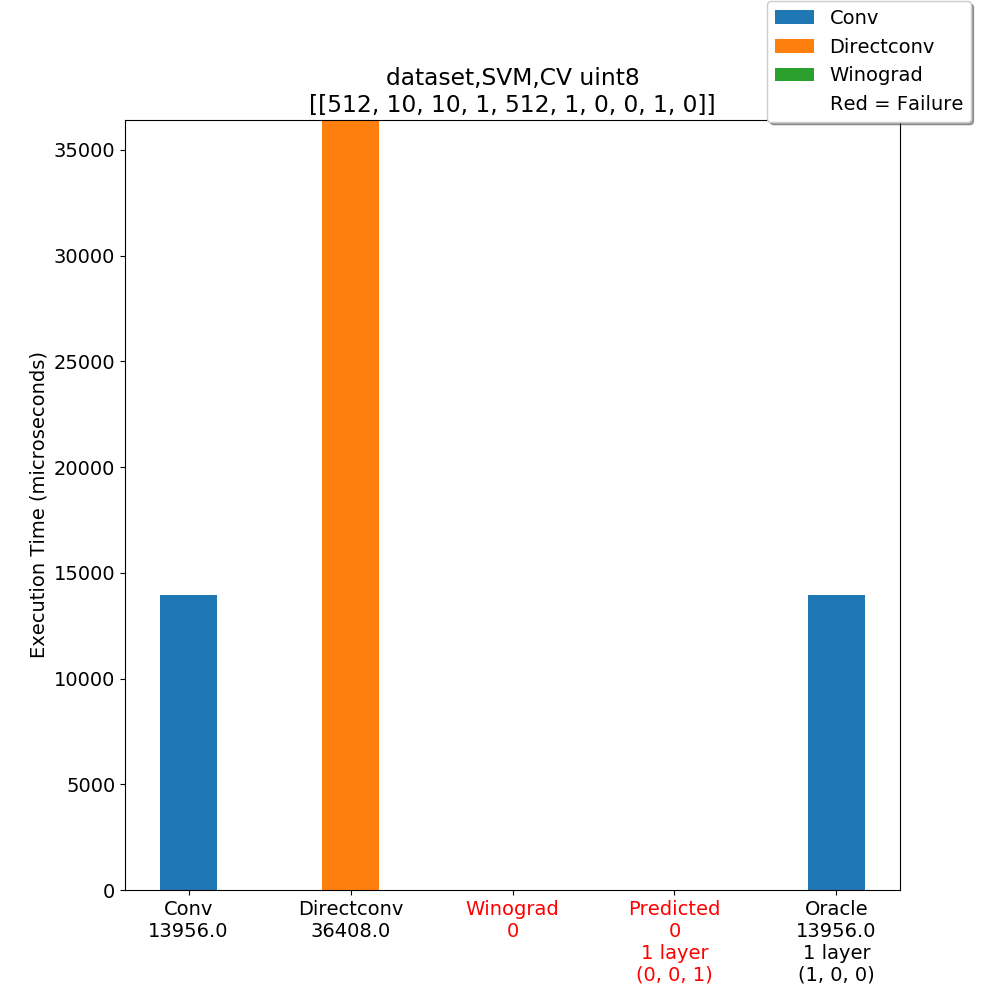 Conv
Directconv
Winograd
Red = Failure
dataset,SVM,CV uint8
[[512, 10, 10, 1, 512, 1, 0, 0, 1, 0]]
Execution Time (microseconds)
35000
30000
25000
20000
15000
10000
5000
0
Conv
13956.0
Directconv
36408.0
Winograd
0
Predicted
0
1 layer
(0, 0, 1)
Oracle
13956.0
1 layer
(1, 0, 0)